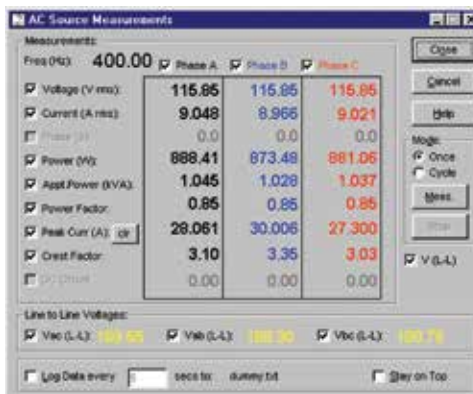 AC Source Measurements
Measurements:
Freq (Hz): 400.00 Phase A Phase B Phase C
Voltage (V rms): 115.85 115.85 115.85
Current (A rms): 9.048 8.966 9.021
0.0 0.0 0.0
Power (W): 888.41 873.48 881.06
Appt.Power (kVA): 1.045 1.028 1.037
Power Factor: 0.85 0.85 0.85
Peak Curr (A): clr 28.061 30.006 27.300
Crest Factor: 3.10 3.35 3.03
0.00 0.00 0.00
Close
Cancel
Help
Mode:
Once
Cycle
Meas.
V (L-L)
Line to Line Voltages:
Vac (L-L): Vab (L-L): Vbc (L-L):
Log Data every secs to: dummy.txt Stay on Top